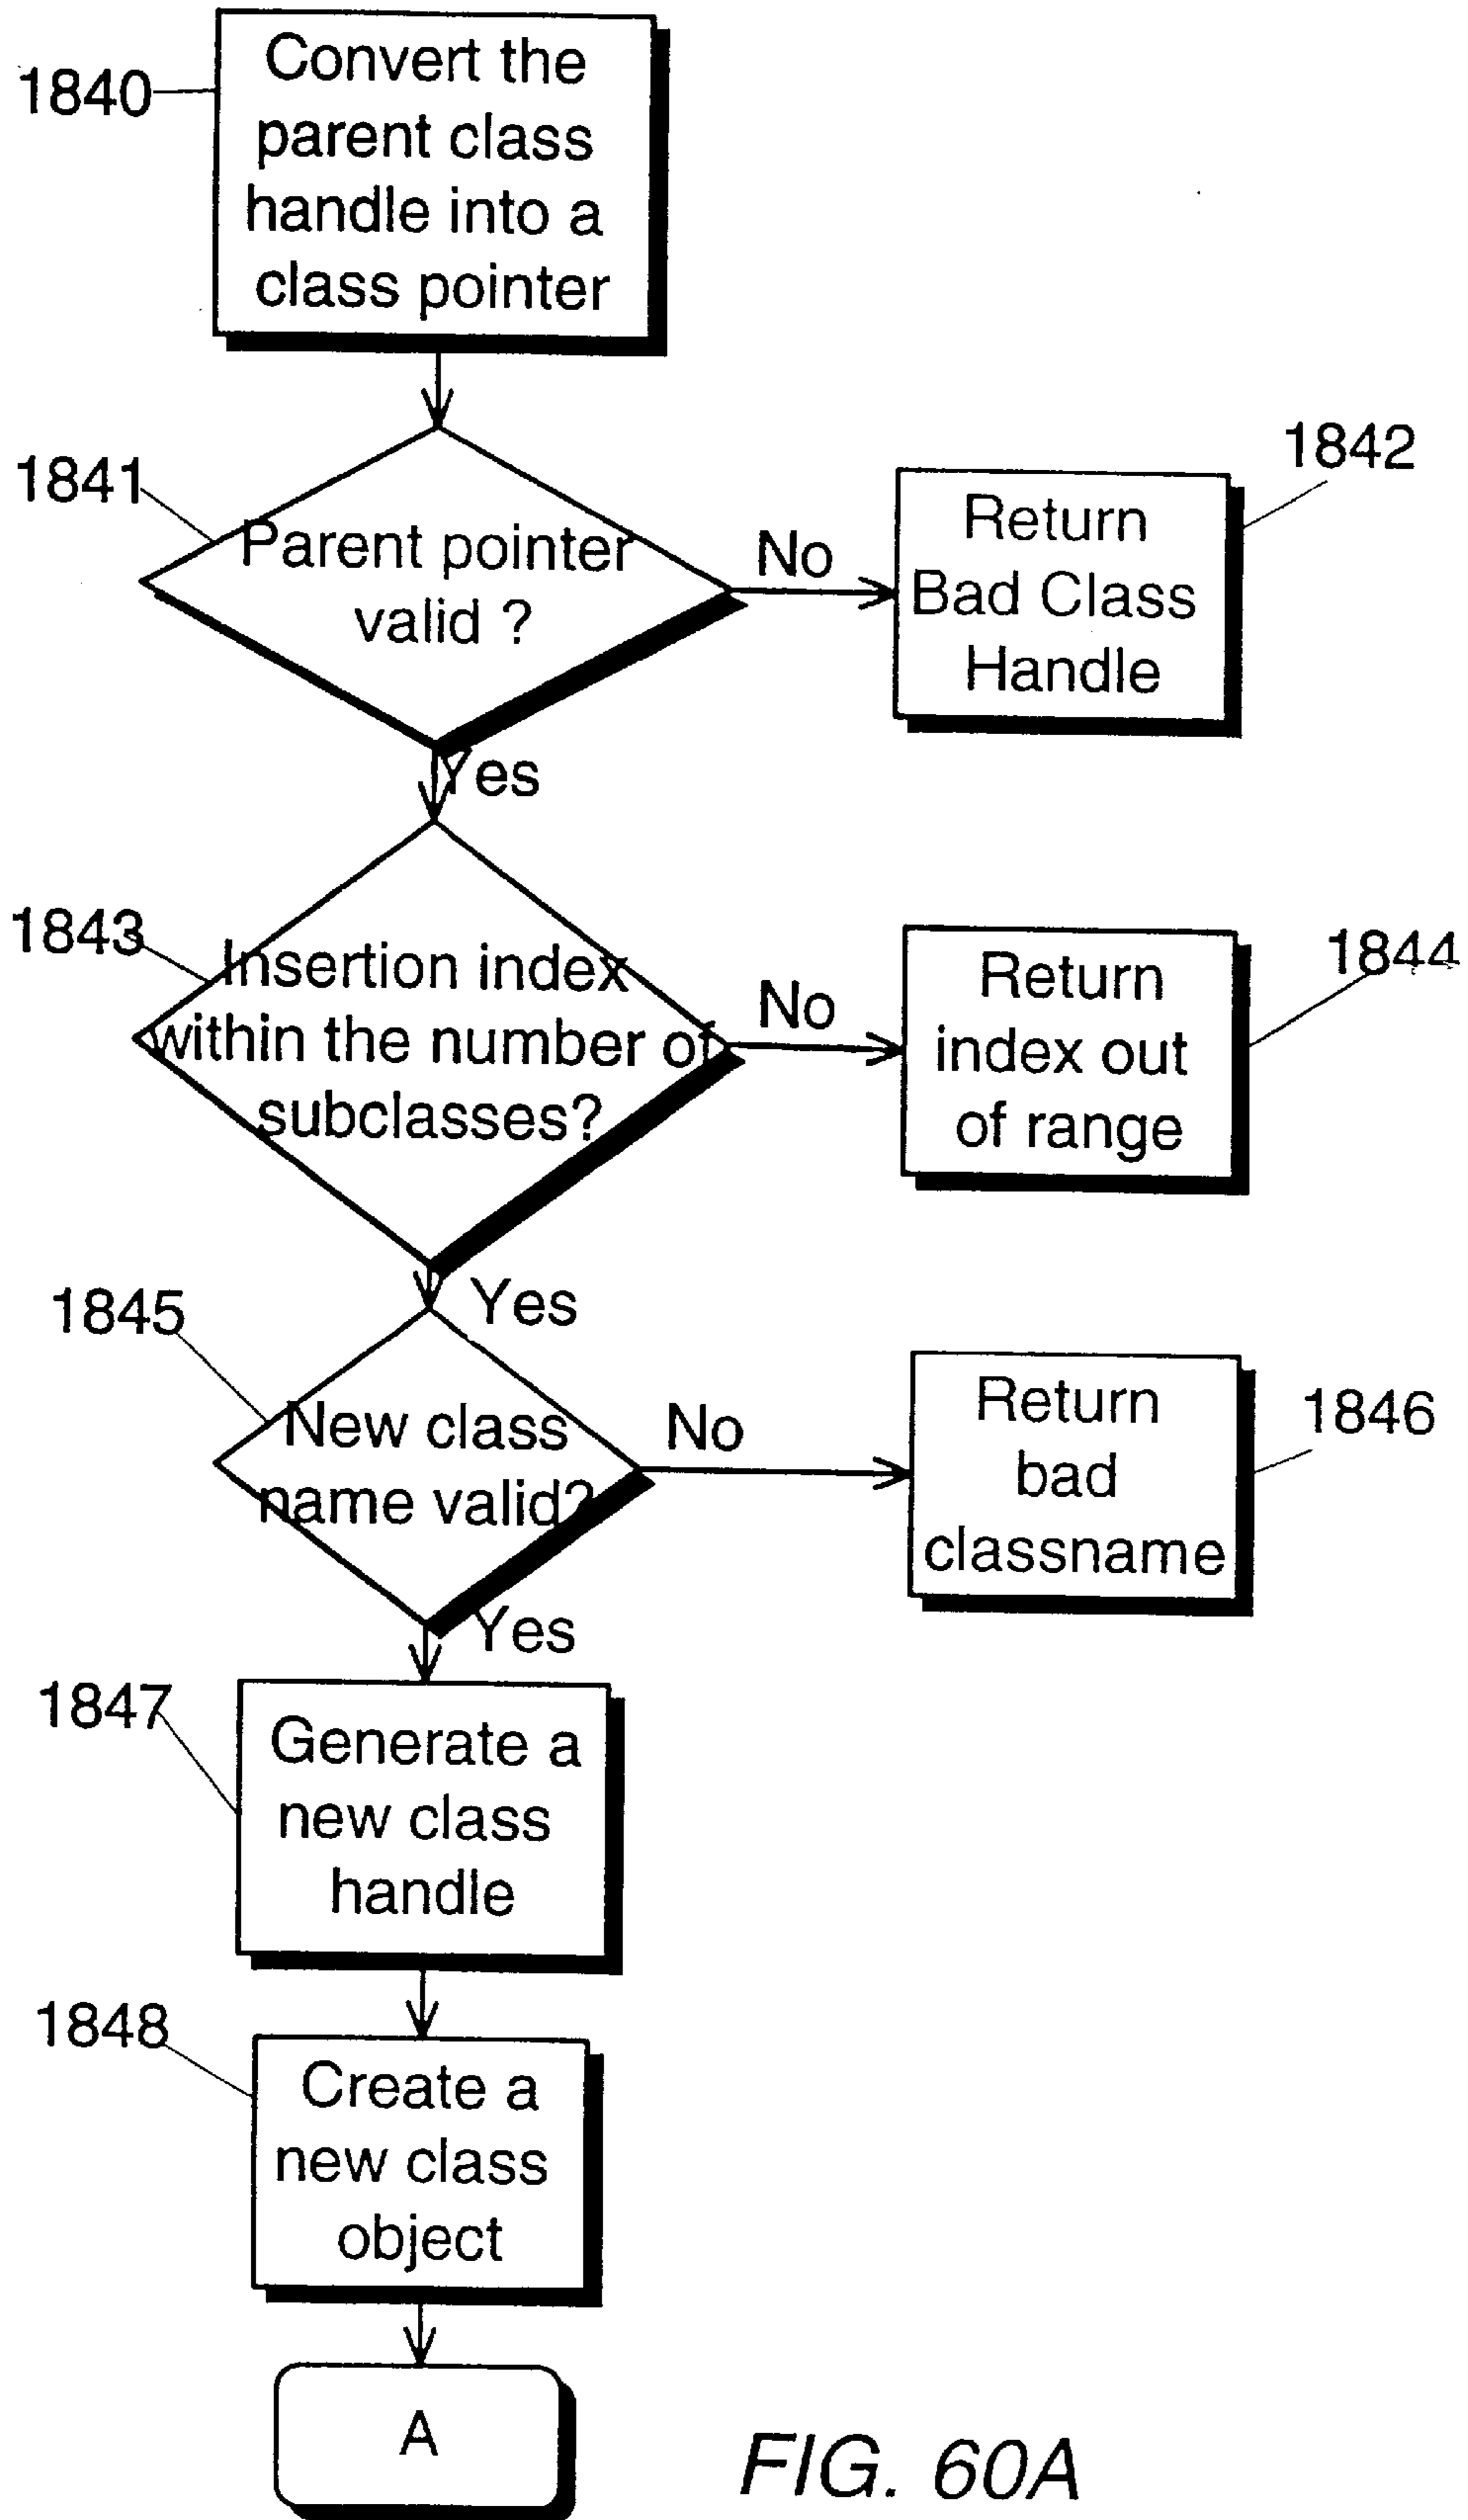 1840
Convert the
parent class
handle into a
class pointer
1841
Parent pointer
valid ?
No
1842
Return
Bad Class
Handle
Yes
1843
Insertion index
within the number of
subclasses?
No
1844
Return
index out
of range
Yes
1845
New class
name valid?
No
1846
Return
bad
classname
Yes
1847
Generate a
new class
handle
1848
Create a
new class
object
A
FIG. 60A